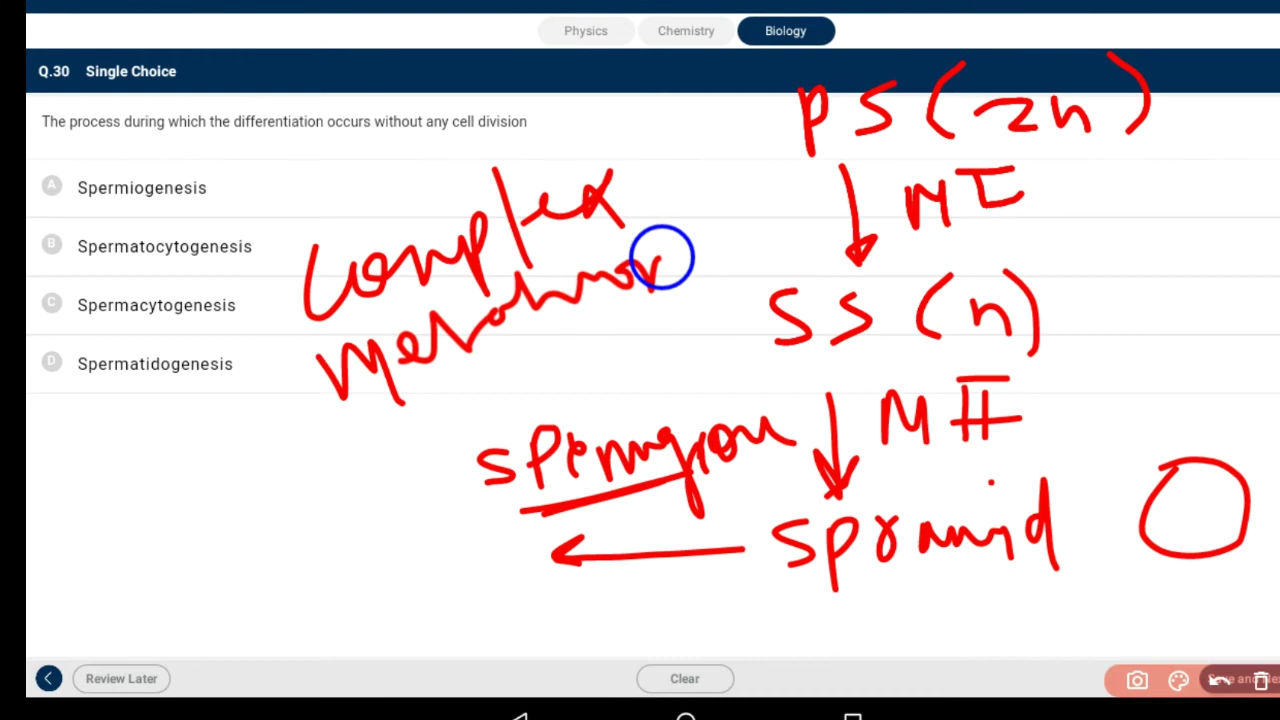 Physics
Chemistry
Biology
Q.30 Single Choice
The process during which the differentiation occurs without any cell division
A Spermiogenesis
B Spermatocytogenesis
C Spermacytogenesis
D Spermatidogenesis
complex
PS (2n)
M I
SS (n)
M II
Review Later
Clear